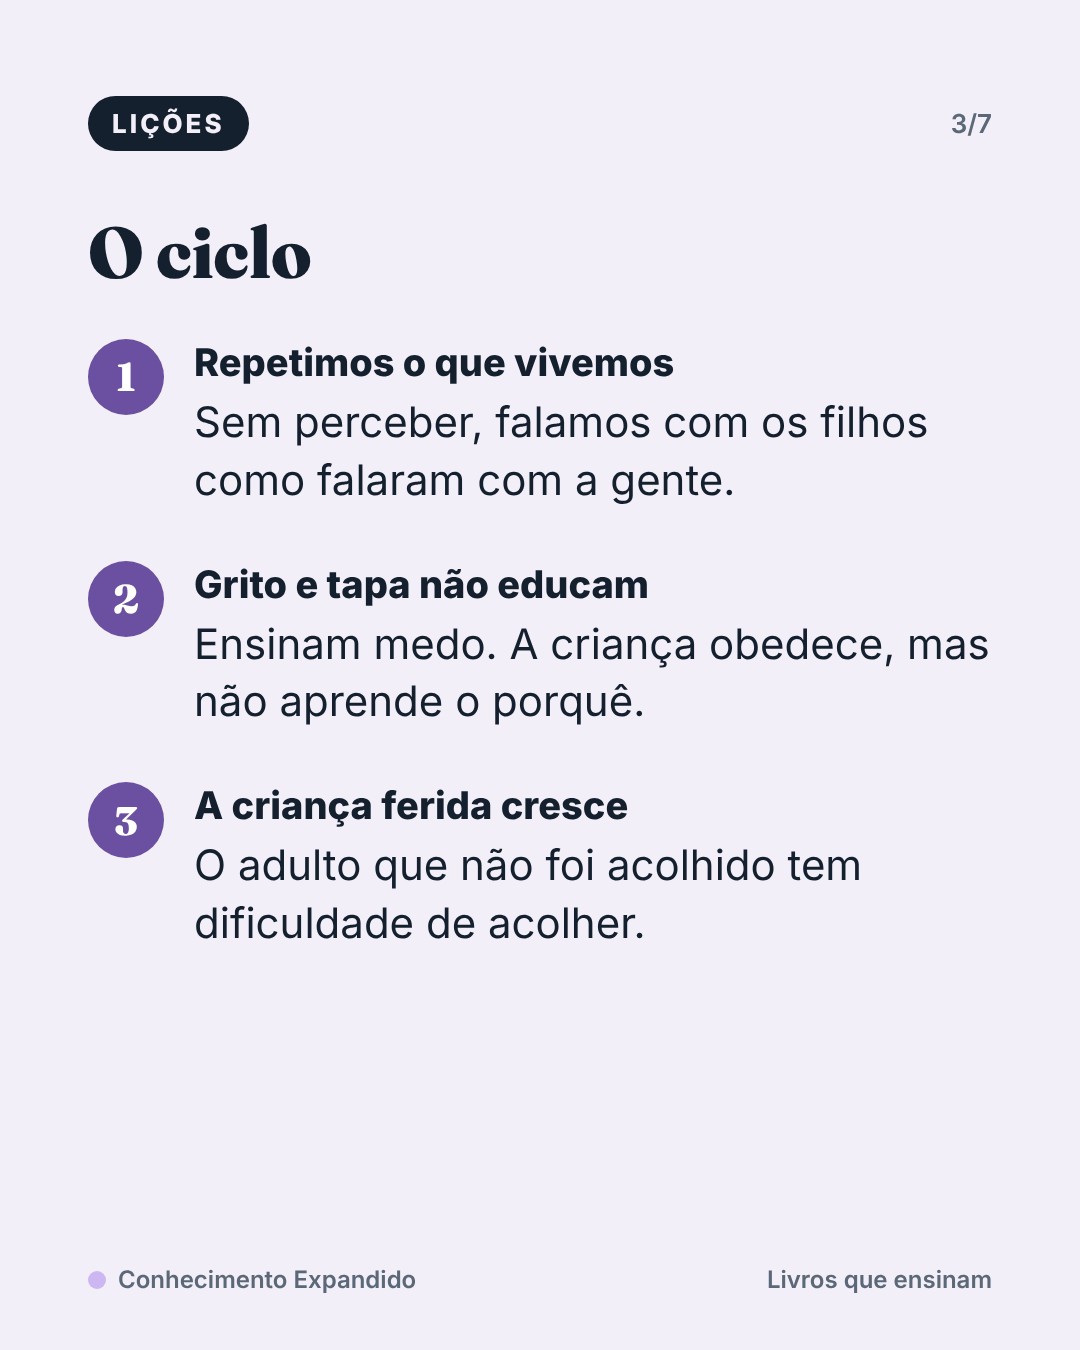 LIÇÕES
3/7
O ciclo
1
Repetimos o que vivemos
Sem perceber, falamos com os filhos
como falaram com a gente.
2
Grito e tapa não educam
Ensinam medo. A criança obedece, mas
não aprende o porquê.
3
A criança ferida cresce
O adulto que não foi acolhido tem
dificuldade de acolher.
Conhecimento Expandido
Livros que ensinam